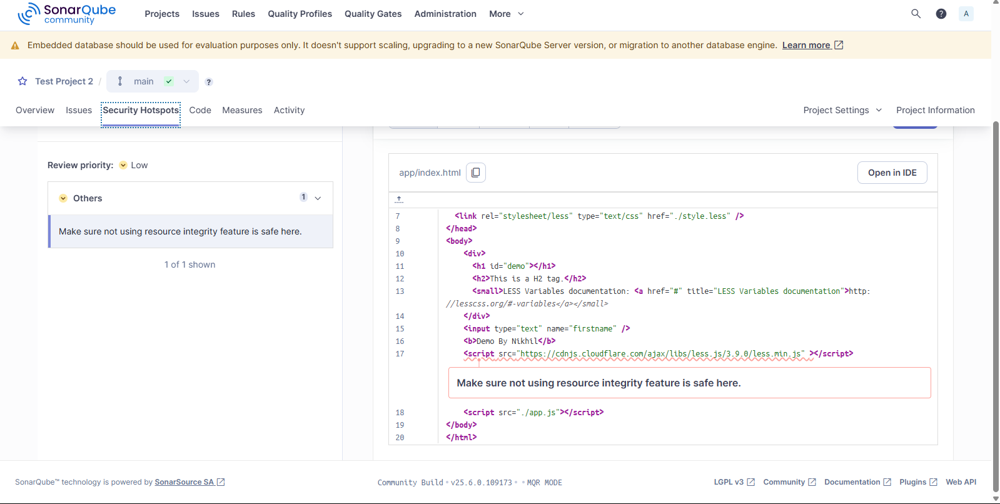 SonarQube community
Projects Issues Rules Quality Profiles Quality Gates Administration More
? A
Embedded database should be used for evaluation purposes only. It doesn't support scaling, upgrading to a new SonarQube Server version, or migration to another database engine. Learn more
Test Project 2 / main ?
Overview Issues Security Hotspots Code Measures Activity Project Settings Project Information
Review priority: Low
Others 1
Make sure not using resource integrity feature is safe here.
1 of 1 shown
app/index.html Open in IDE
7 <link rel="stylesheet/less" type="text/css" href="./style.less" />
8 </head>
9 <body>
10 <div>
11 <h1 id="demo"></h1>
12 <h2>This is a H2 tag.</h2>
13 <small>LESS Variables documentation: <a href="#" title="LESS Variables documentation">http:
//lesscss.org/#-variables</a></small>
14 </div>
15 <input type="text" name="firstname" />
16 <b>Demo By Nikhil</b>
17 <script src="https://cdnjs.cloudflare.com/ajax/libs/less.js/3.9.0/less.min.js" ></script>
Make sure not using resource integrity feature is safe here.
18 <script src="./app.js"></script>
19 </body>
20 </html>
SonarQube™ technology is powered by SonarSource SA
Community Build • v25.6.0.109173 • • MQR MODE
LGPL v3 Community Documentation Plugins Web API